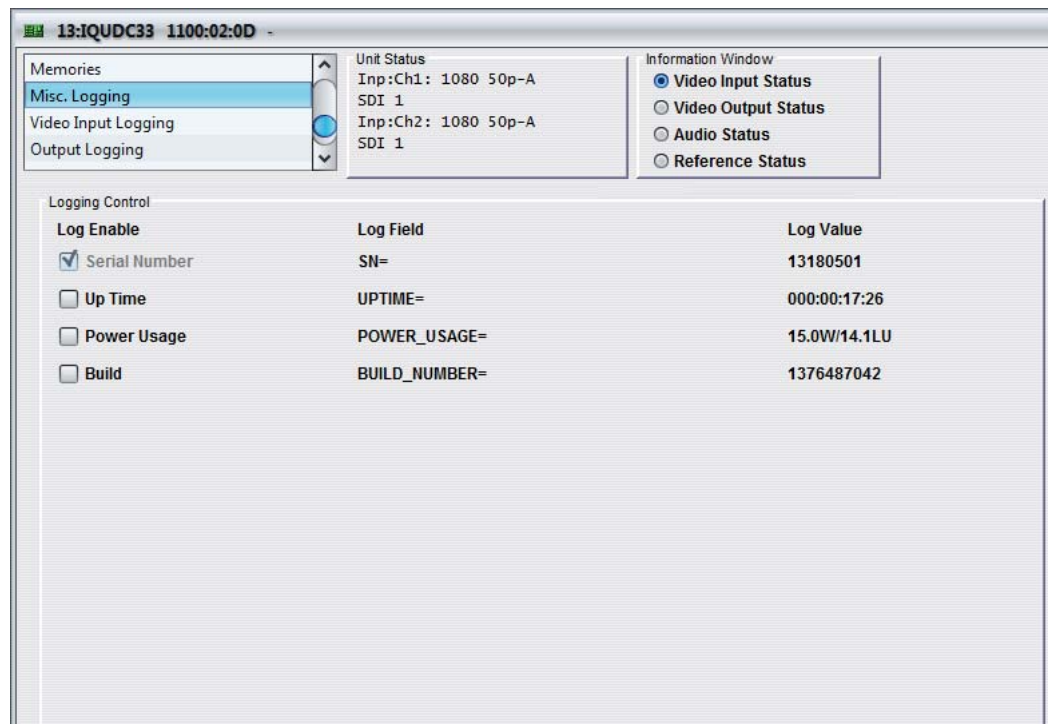 13:IQUDC33 1100:02:0D -
Memories
Misc. Logging
Video Input Logging
Output Logging
Unit Status
Inp:Ch1: 1080 50p-A
SDI 1
Inp:Ch2: 1080 50p-A
SDI 1
Information Window
Video Input Status
Video Output Status
Audio Status
Reference Status
Logging Control
Log Enable Log Field Log Value
Serial Number SN= 13180501
Up Time UPTIME= 000:00:17:26
Power Usage POWER_USAGE= 15.0W/14.1LU
Build BUILD_NUMBER= 1376487042